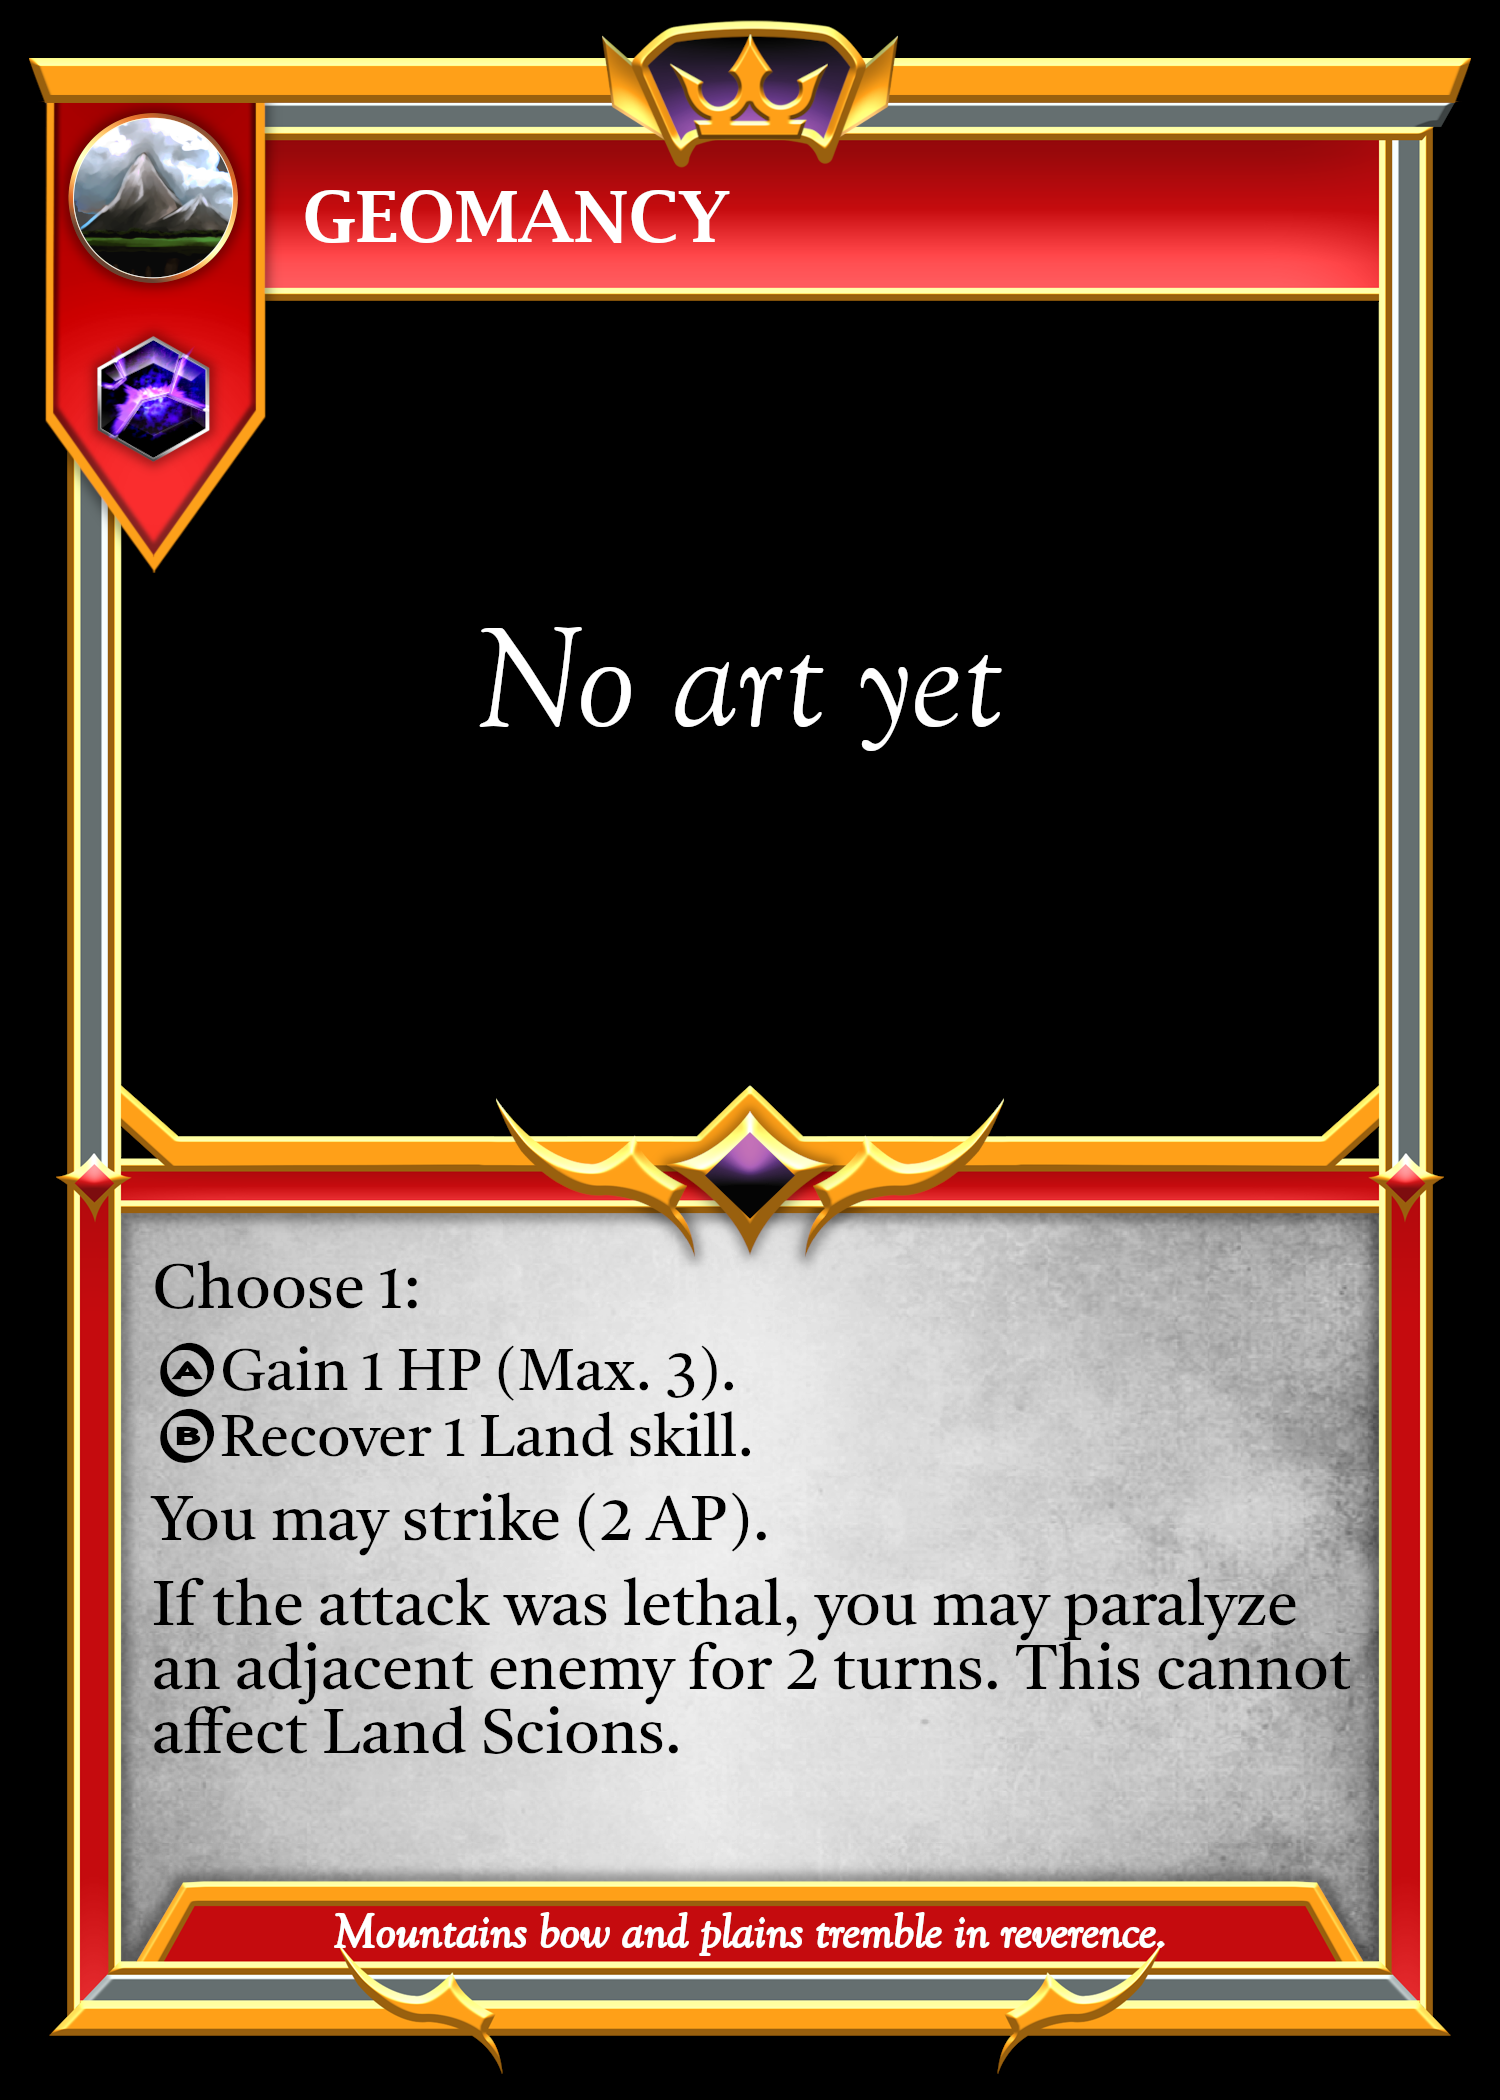 GEOMANCY
No art yet
Choose 1:
Ⓐ Gain 1 HP (Max. 3).
Ⓑ Recover 1 Land skill.
You may strike (2 AP).
If the attack was lethal, you may paralyze
an adjacent enemy for 2 turns. This cannot
affect Land Scions.
Mountains bow and plains tremble in reverence.